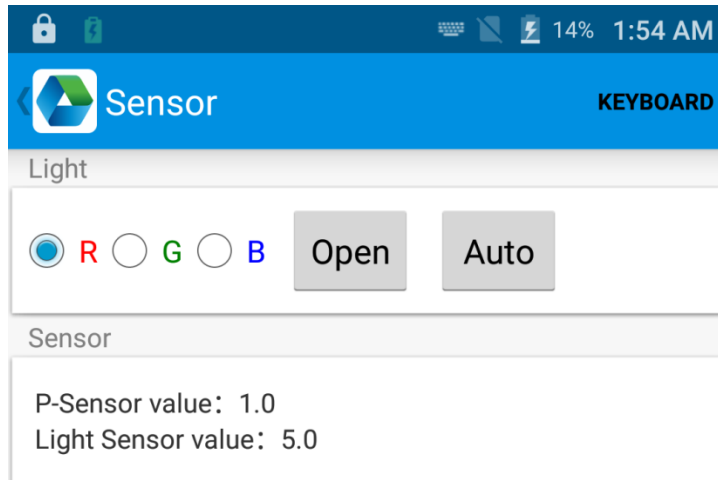 14% 1:54 AM
Sensor KEYBOARD
Light
R G B Open Auto
Sensor
P-Sensor value：1.0
Light Sensor value：5.0